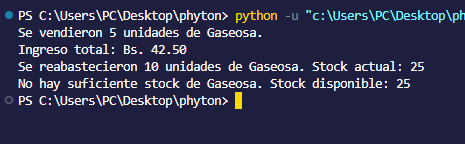 PS C:\Users\PC\Desktop\phyton> python -u "c:\Users\PC\Desktop\ph
Se vendieron 5 unidades de Gaseosa.
Ingreso total: Bs. 42.50
Se reabastecieron 10 unidades de Gaseosa. Stock actual: 25
No hay suficiente stock de Gaseosa. Stock disponible: 25
PS C:\Users\PC\Desktop\phyton>